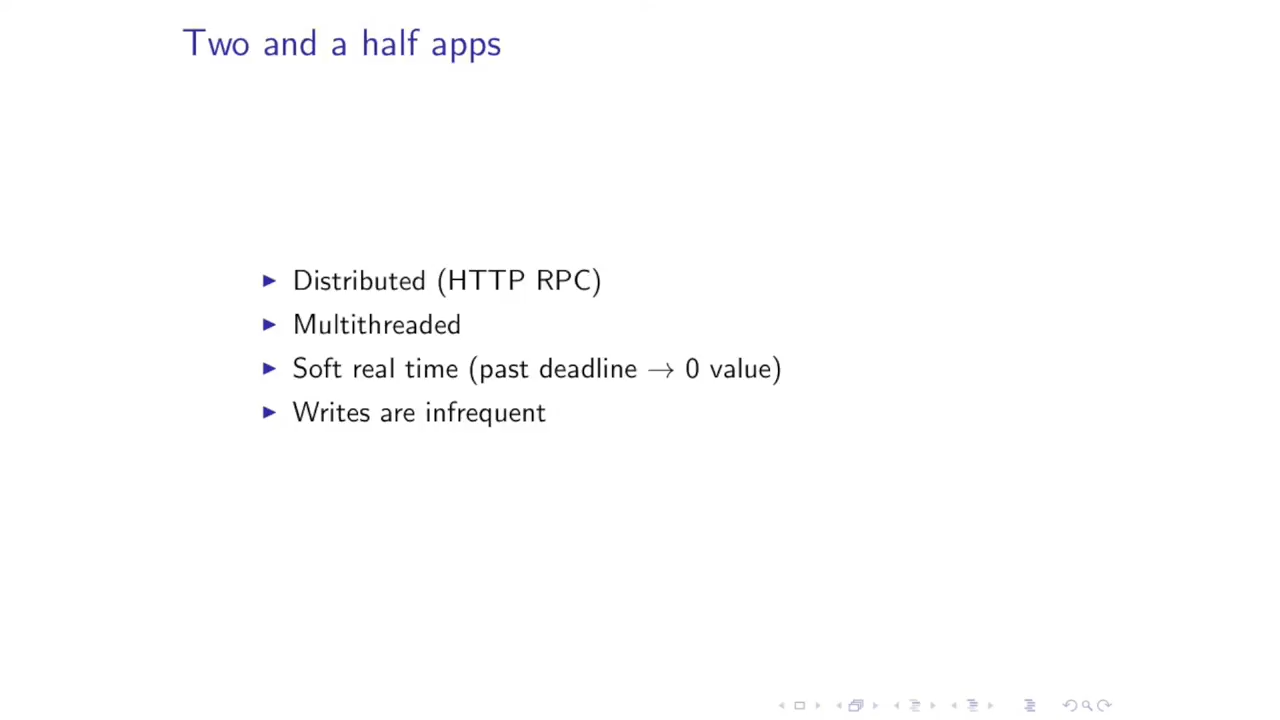 Two and a half apps
Distributed (HTTP RPC)
Multithreaded
Soft real time (past deadline → 0 value)
Writes are infrequent